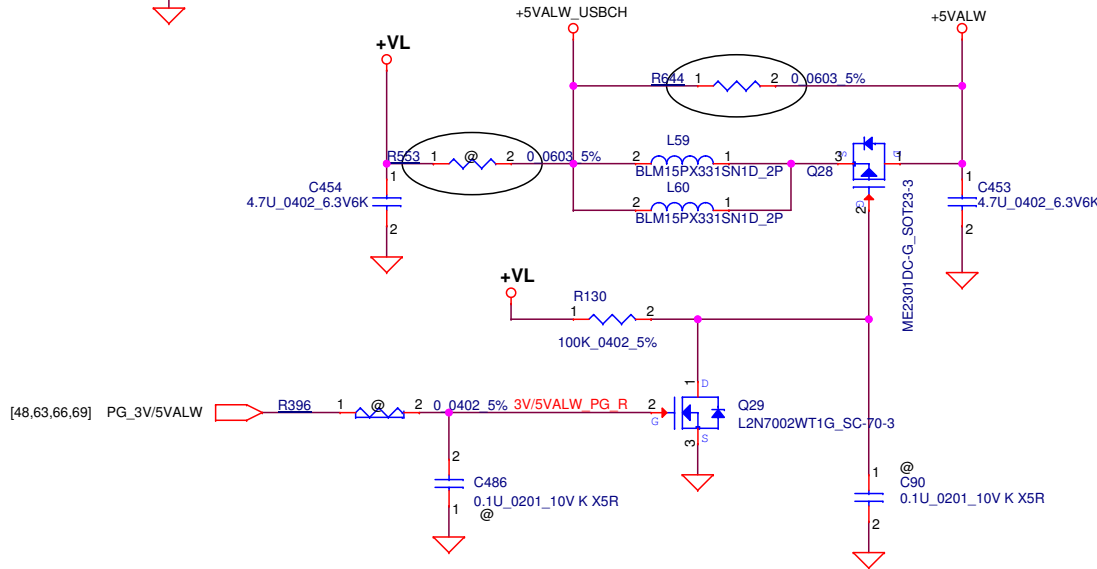 +5VALW_USBCH
+5VALW
+VL
R644 1 2 0_0603_5%
R553 1 @ 2 0_0603_5%
L59
2 1
BLM15PX331SN1D_2P
L60
2 1
BLM15PX331SN1D_2P
3 S D 1
Q28
G 2
ME2301DC-G_SOT23-3
1
C454
4.7U_0402_6.3V6K
2
1
C453
4.7U_0402_6.3V6K
2
+VL
R130
1 2
100K_0402_5%
[48,63,66,69] PG_3V/5VALW
R396 1 @ 2 0_0402_5%
3V/5VALW_PG_R
1 D
2 G
3 S
Q29
L2N7002WT1G_SC-70-3
2
C486
0.1U_0201_10V K X5R
1 @
1 @
C90
0.1U_0201_10V K X5R
2